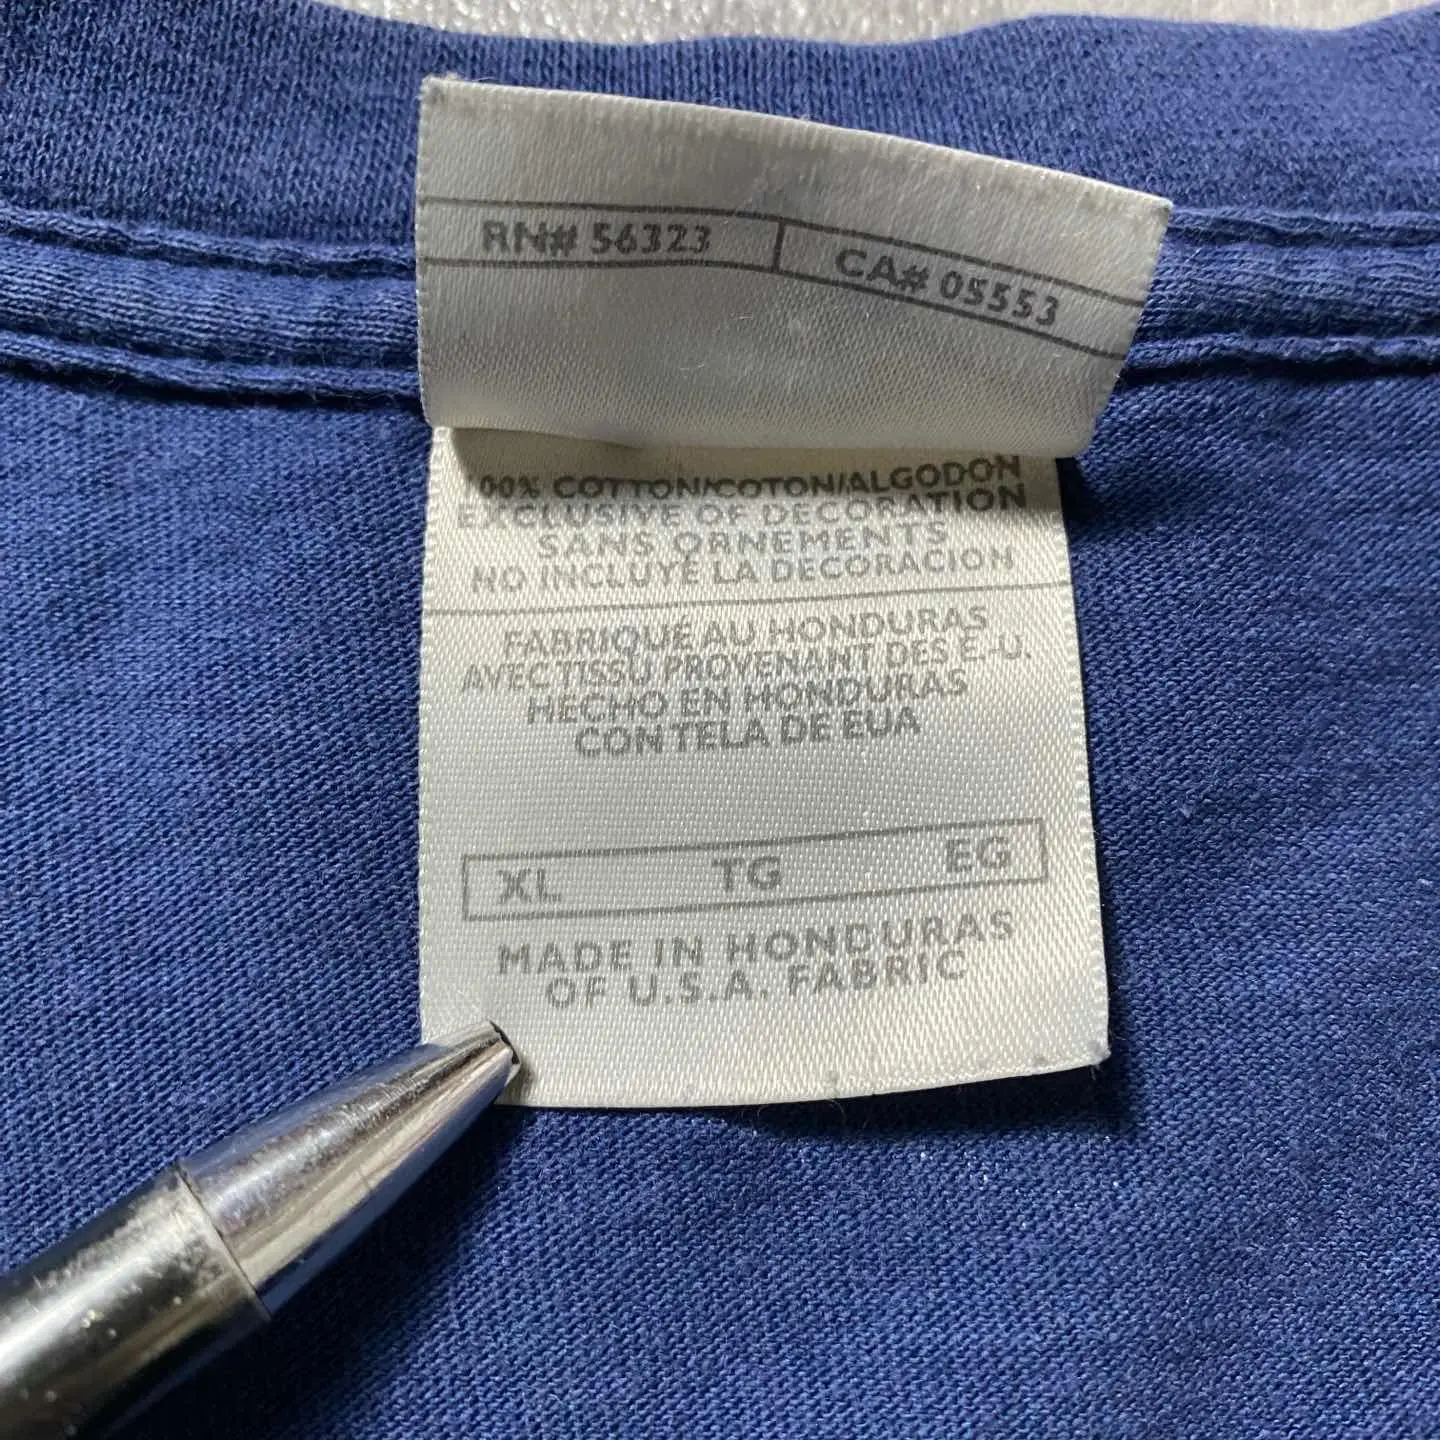 RN# 56323 CA# 05553
100% COTTON/COTON/ALGODON
EXCLUSIVE OF DECORATION
SANS ORNEMENTS
NO INCLUYE LA DECORACION
FABRIQUÉ AU HONDURAS
AVEC TISSU PROVENANT DES É.-U.
HECHO EN HONDURAS
CON TELA DE EUA
XL TG EG
MADE IN HONDURAS
OF U.S.A. FABRIC